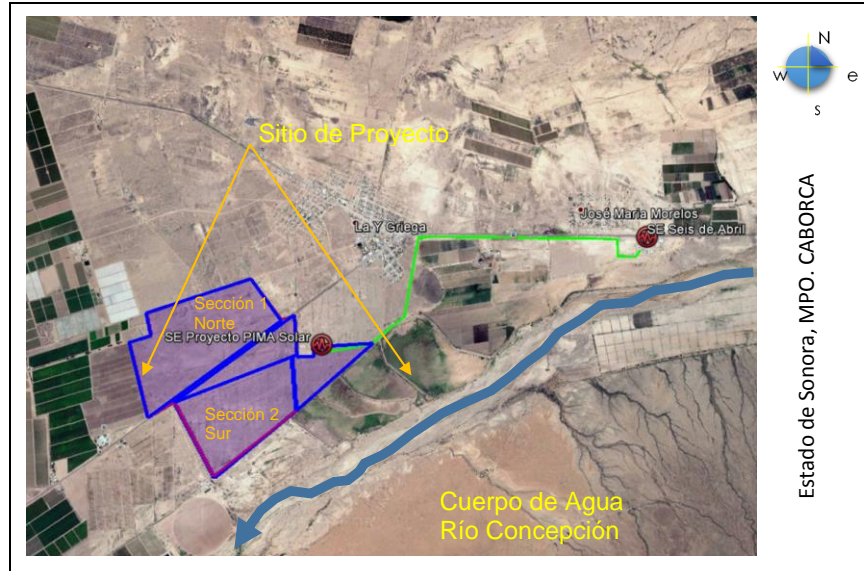 Sitio de Proyecto
N
w
e
s
La Y Griega
José María Morelos
SE Seis de Abril
Sección 1
Norte
SE Proyecto PIMA Solar
Sección 2
Sur
Cuerpo de Agua
Río Concepción
Estado de Sonora, MPO. CABORCA